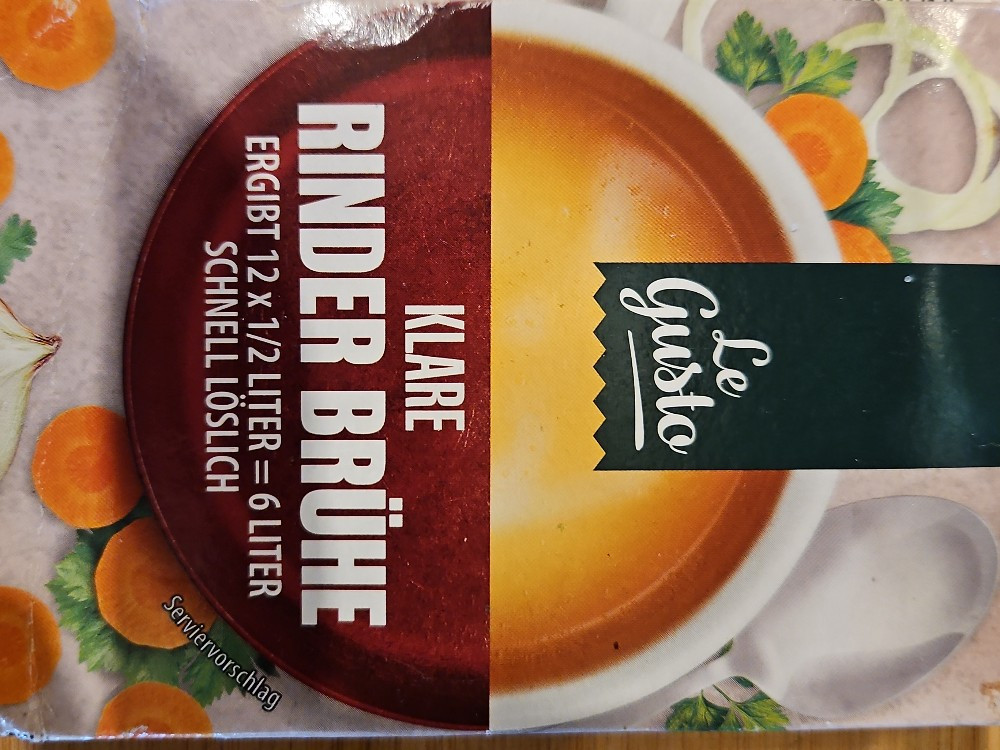 Le
Gusto
KLARE
RINDER BRÜHE
ERGIBT 12 x 1/2 LITER = 6 LITER
SCHNELL LÖSLICH
Serviervorschlag